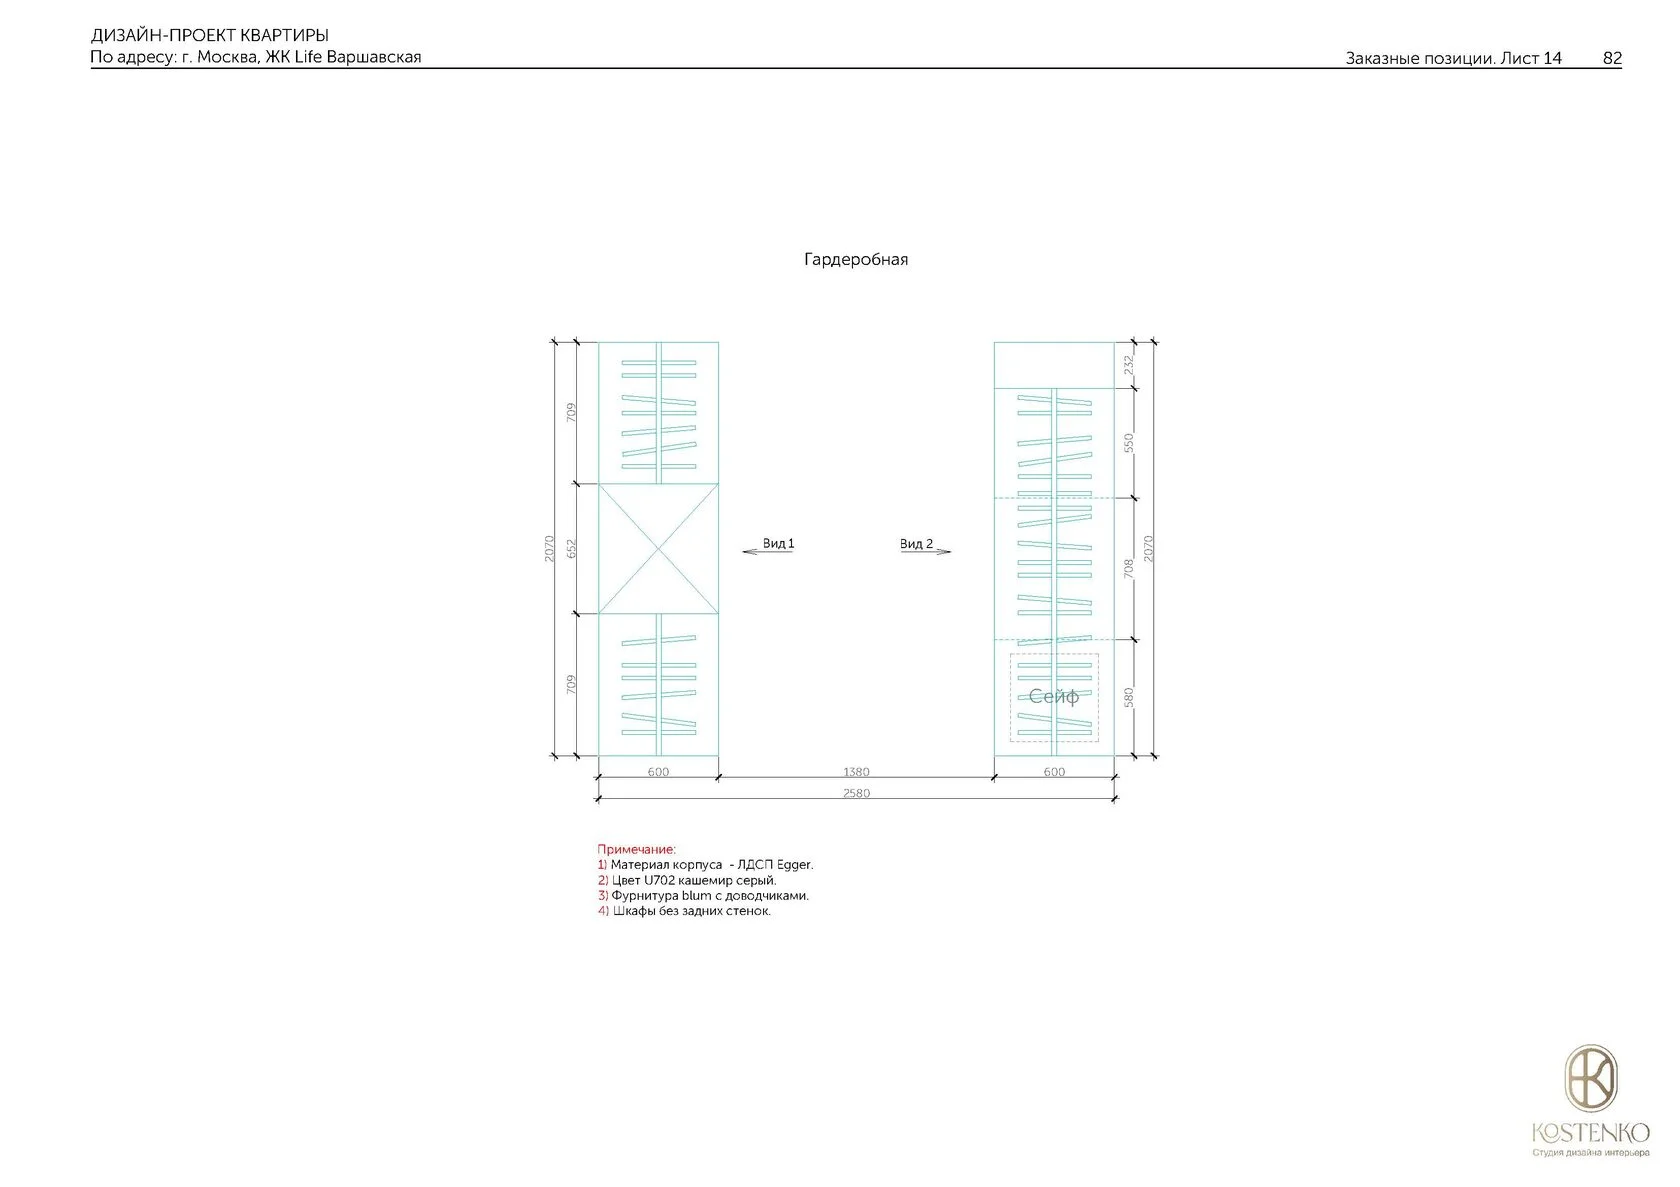 ДИЗАЙН-ПРОЕКТ КВАРТИРЫ
По адресу: г. Москва, ЖК Life Варшавская
Заказные позиции. Лист 14 82
Гардеробная
232
709
550
Вид 1
Вид 2
2070
652
708
2070
709
580
Сейф
600
1380
600
2580
Примечание:
1) Материал корпуса - ЛДСП Egger.
2) Цвет U702 кашемир серый.
3) Фурнитура blum с доводчиками.
4) Шкафы без задних стенок.
KOSTENKO
Студия дизайна интерьера